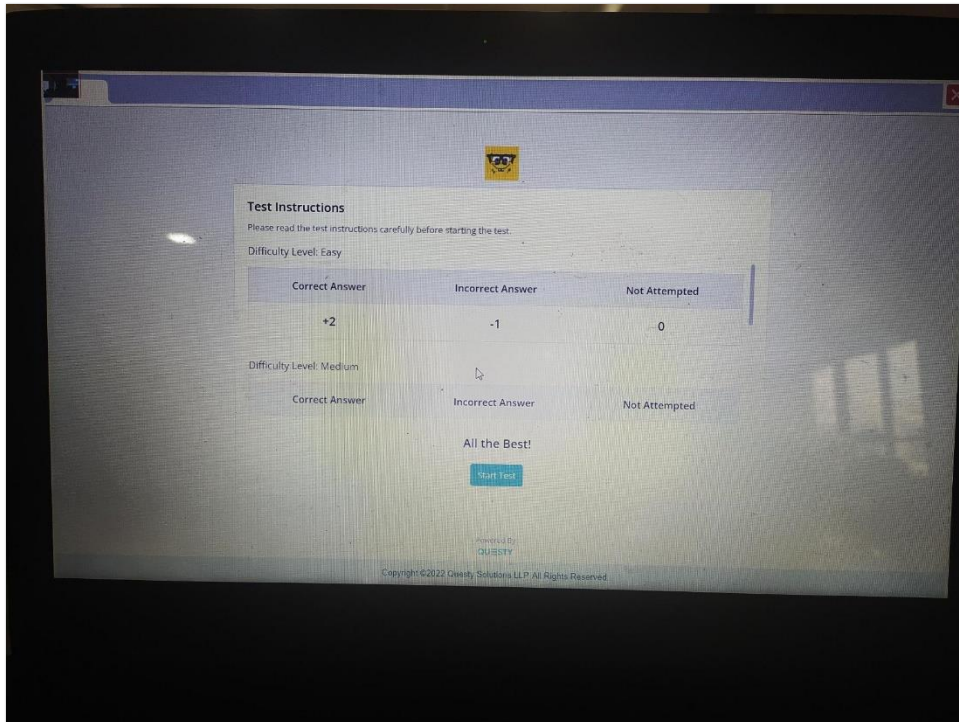 Test Instructions
Please read the test instructions carefully before starting the test.
Difficulty Level: Easy
Correct Answer Incorrect Answer Not Attempted
+2 -1 0
Difficulty Level: Medium
Correct Answer Incorrect Answer Not Attempted
All the Best!
Start Test
Powered By
QUESTY
Copyright ©2022 Questy Solutions LLP. All Rights Reserved.